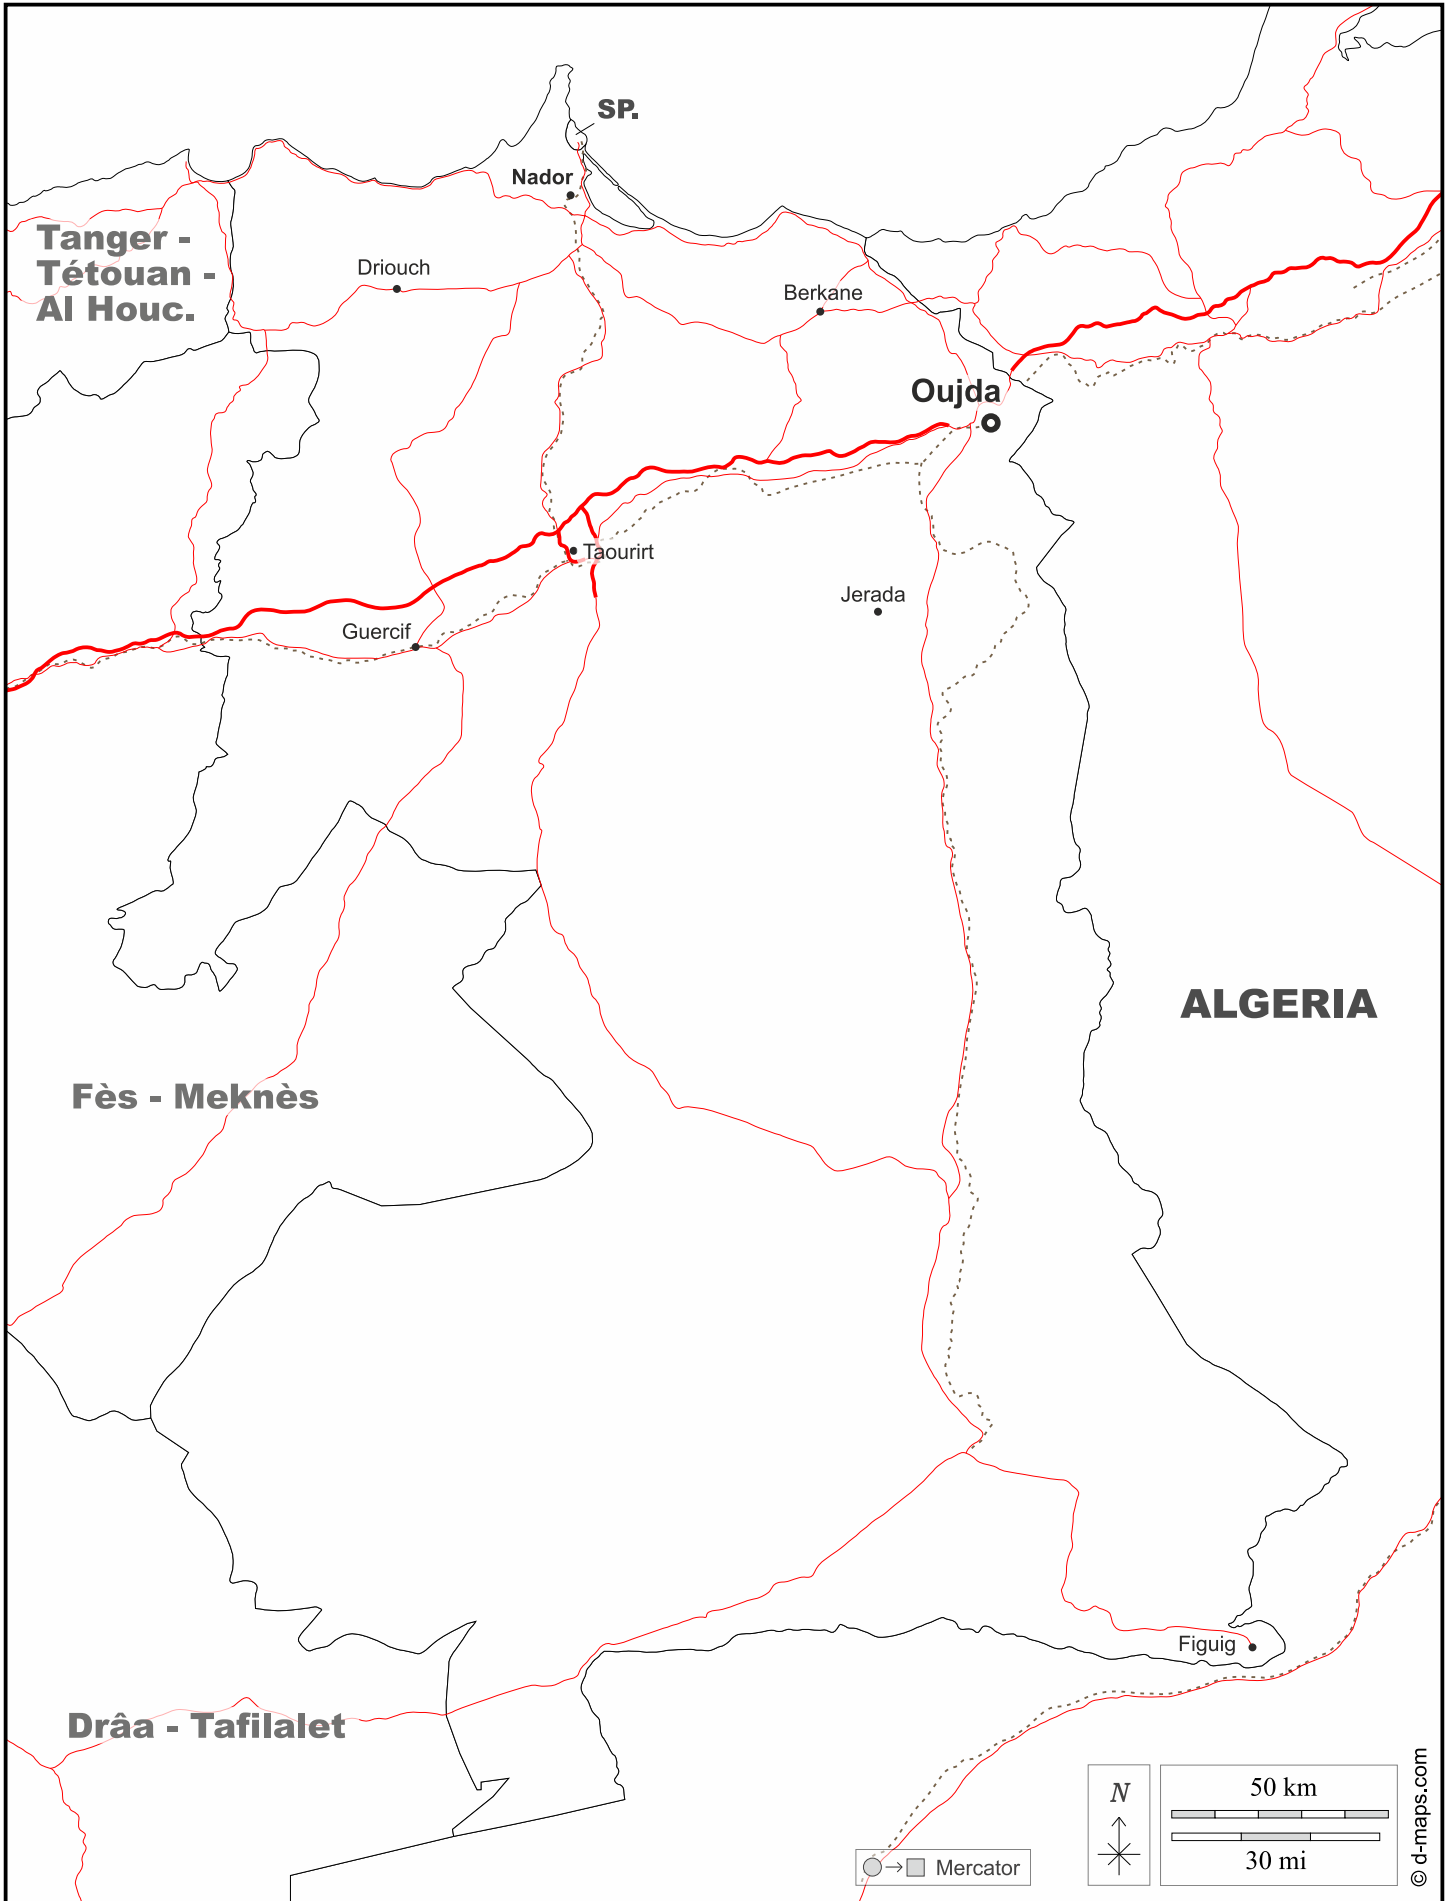 SP.
Nador
Tanger -
Tétouan -
Al Houc.
Driouch
Berkane
Oujda
Taourirt
Jerada
Guercif
ALGERIA
Fès - Meknès
Figuig
Drâa - Tafilalet
N
50 km
30 mi
Mercator
© d-maps.com